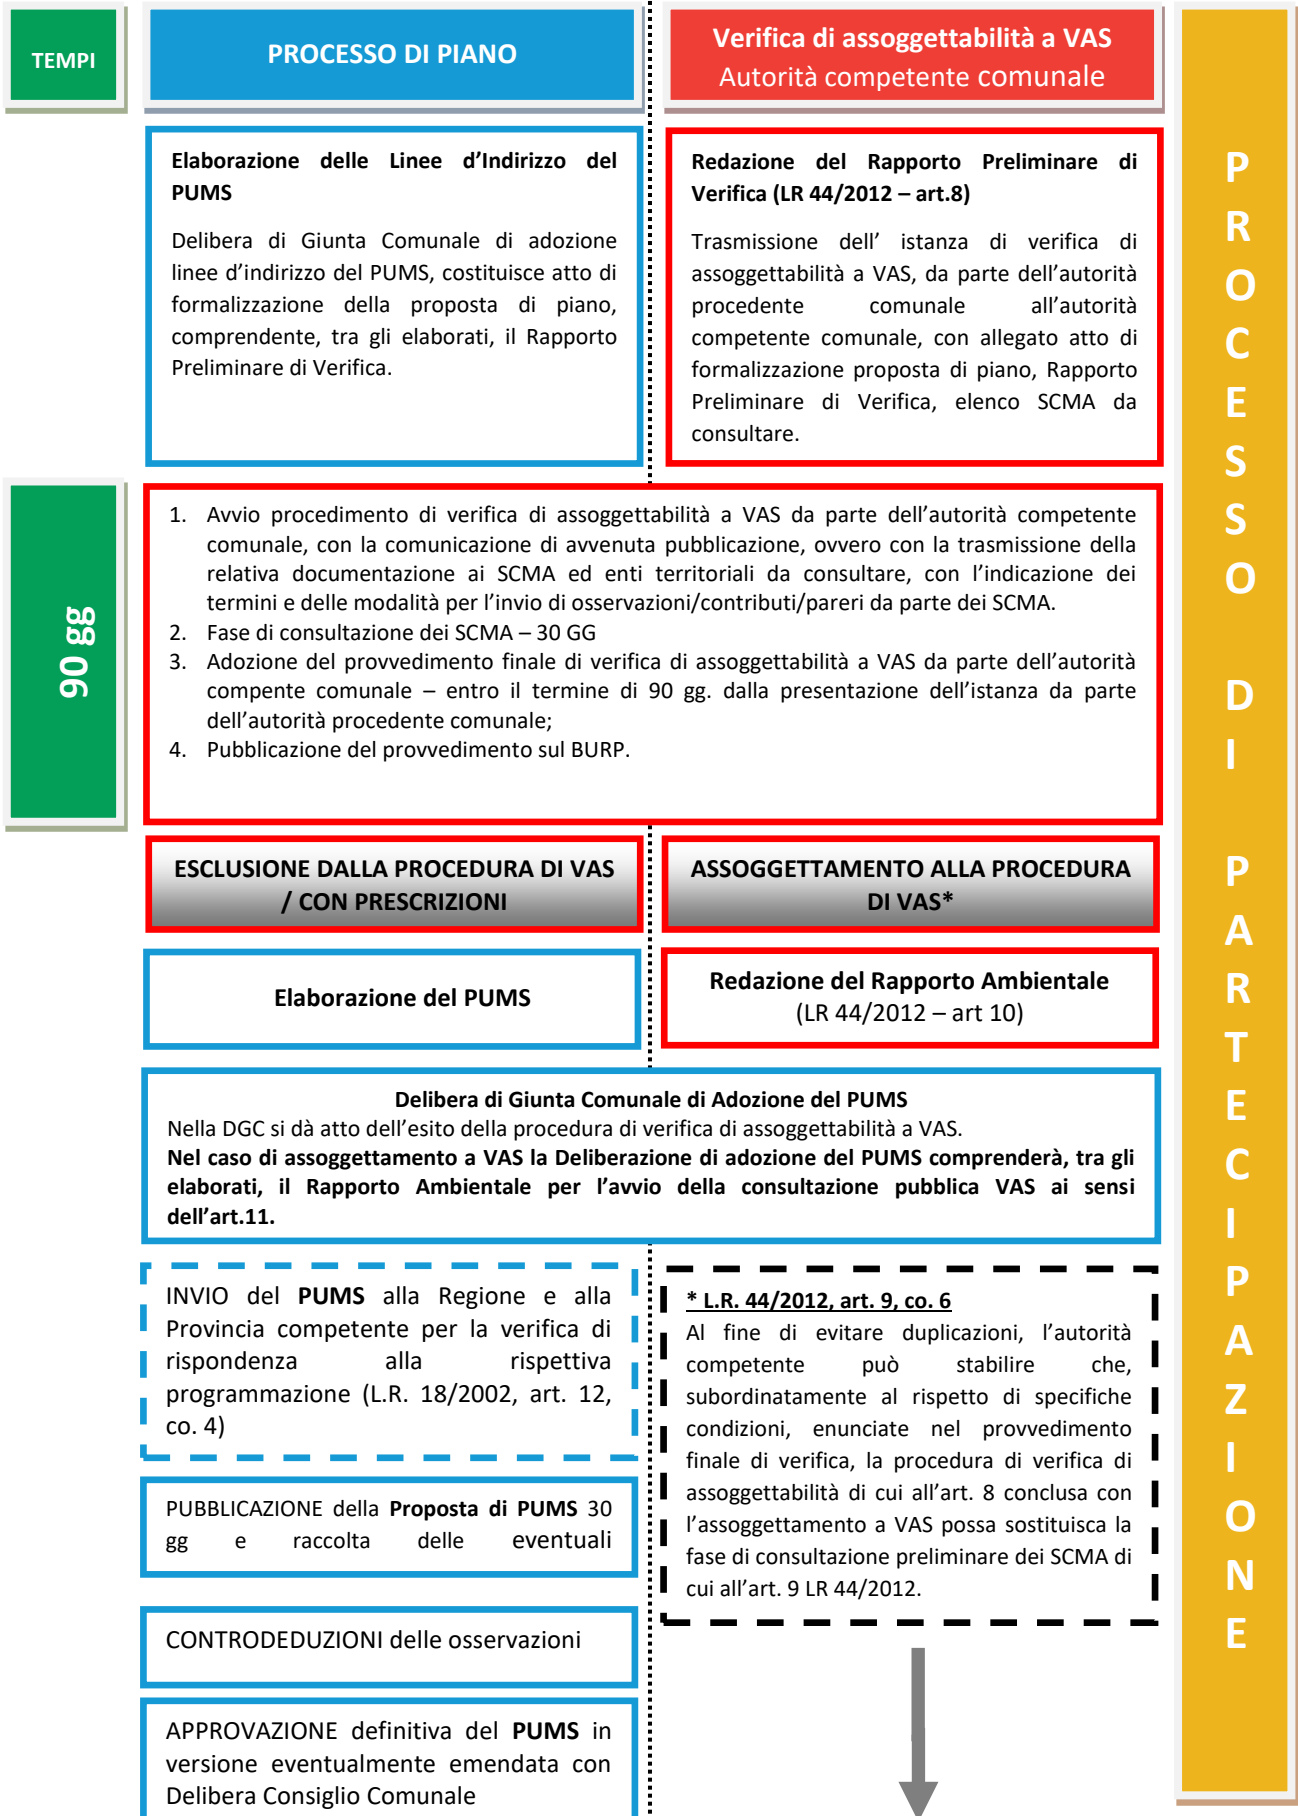 TEMPI
PROCESSO DI PIANO
Verifica di assoggettabilità a VAS
Autorità competente comunale
Elaborazione delle Linee d'Indirizzo del
PUMS
Delibera di Giunta Comunale di adozione
linee d'indirizzo del PUMS, costituisce atto di
formalizzazione della proposta di piano,
comprendente, tra gli elaborati, il Rapporto
Preliminare di Verifica.
Redazione del Rapporto Preliminare di
Verifica (LR 44/2012 – art.8)
Trasmissione dell' istanza di verifica di
assoggettabilità a VAS, da parte dell'autorità
procedente comunale all'autorità
competente comunale, con allegato atto di
formalizzazione proposta di piano, Rapporto
Preliminare di Verifica, elenco SCMA da
consultare.
90 gg
1. Avvio procedimento di verifica di assoggettabilità a VAS da parte dell'autorità competente
comunale, con la comunicazione di avvenuta pubblicazione, ovvero con la trasmissione della
relativa documentazione ai SCMA ed enti territoriali da consultare, con l'indicazione dei
termini e delle modalità per l'invio di osservazioni/contributi/pareri da parte dei SCMA.
2. Fase di consultazione dei SCMA – 30 GG
3. Adozione del provvedimento finale di verifica di assoggettabilità a VAS da parte dell'autorità
compente comunale – entro il termine di 90 gg. dalla presentazione dell'istanza da parte
dell'autorità procedente comunale;
4. Pubblicazione del provvedimento sul BURP.
ESCLUSIONE DALLA PROCEDURA DI VAS
/ CON PRESCRIZIONI
ASSOGGETTAMENTO ALLA PROCEDURA
DI VAS*
Elaborazione del PUMS
Redazione del Rapporto Ambientale
(LR 44/2012 – art 10)
Delibera di Giunta Comunale di Adozione del PUMS
Nella DGC si dà atto dell'esito della procedura di verifica di assoggettabilità a VAS.
Nel caso di assoggettamento a VAS la Deliberazione di adozione del PUMS comprenderà, tra gli
elaborati, il Rapporto Ambientale per l'avvio della consultazione pubblica VAS ai sensi
dell'art.11.
INVIO del PUMS alla Regione e alla
Provincia competente per la verifica di
rispondenza alla rispettiva
programmazione (L.R. 18/2002, art. 12,
co. 4)
PUBBLICAZIONE della Proposta di PUMS 30
gg e raccolta delle eventuali
CONTRODEDUZIONI delle osservazioni
APPROVAZIONE definitiva del PUMS in
versione eventualmente emendata con
Delibera Consiglio Comunale
* L.R. 44/2012, art. 9, co. 6
Al fine di evitare duplicazioni, l'autorità
competente può stabilire che,
subordinatamente al rispetto di specifiche
condizioni, enunciate nel provvedimento
finale di verifica, la procedura di verifica di
assoggettabilità di cui all'art. 8 conclusa con
l'assoggettamento a VAS possa sostituisca la
fase di consultazione preliminare dei SCMA di
cui all'art. 9 LR 44/2012.
PROCESSO DI PARTECIPAZIONE